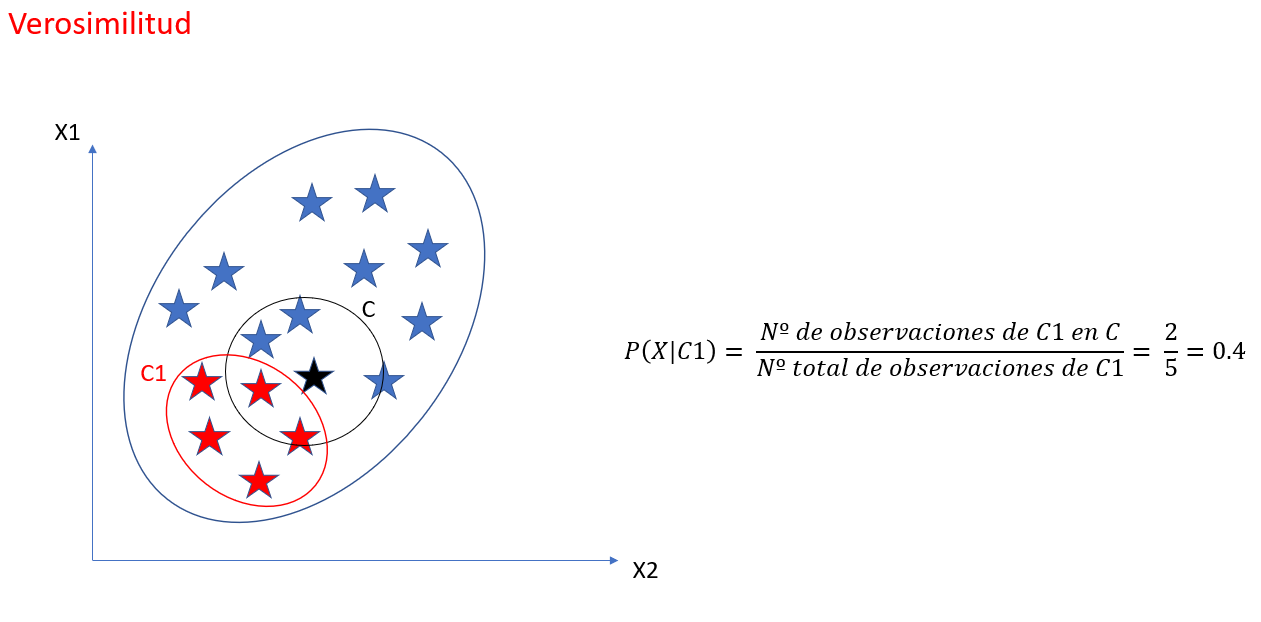 Verosimilitud
X1
C
C1
P(X|C1) = Nº de observaciones de C1 en C / Nº total de observaciones de C1 = 2/5 = 0.4
X2